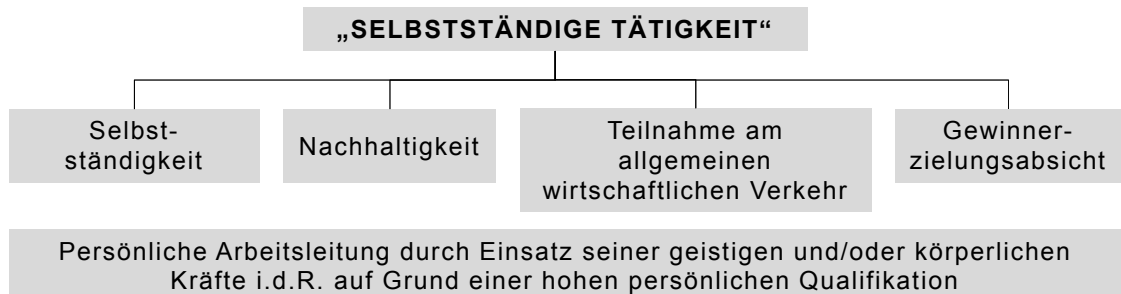 „SELBSTSTÄNDIGE TÄTIGKEIT“
Selbst-
ständigkeit
Nachhaltigkeit
Teilnahme am
allgemeinen
wirtschaftlichen Verkehr
Gewinner-
zielungsabsicht
Persönliche Arbeitsleitung durch Einsatz seiner geistigen und/oder körperlichen
Kräfte i.d.R. auf Grund einer hohen persönlichen Qualifikation